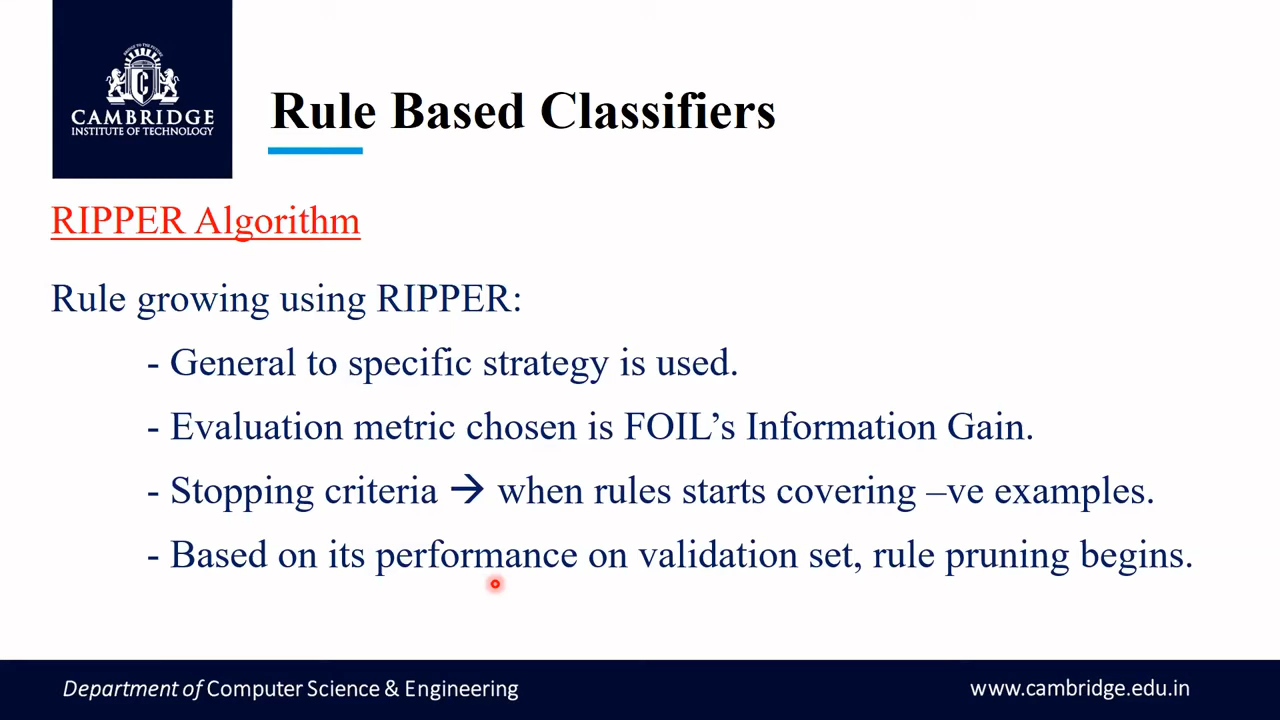 CAMBRIDGE
INSTITUTE OF TECHNOLOGY
Rule Based Classifiers
RIPPER Algorithm
Rule growing using RIPPER:
- General to specific strategy is used.
- Evaluation metric chosen is FOIL’s Information Gain.
- Stopping criteria → when rules starts covering –ve examples.
- Based on its performance on validation set, rule pruning begins.
Department of Computer Science & Engineering
www.cambridge.edu.in